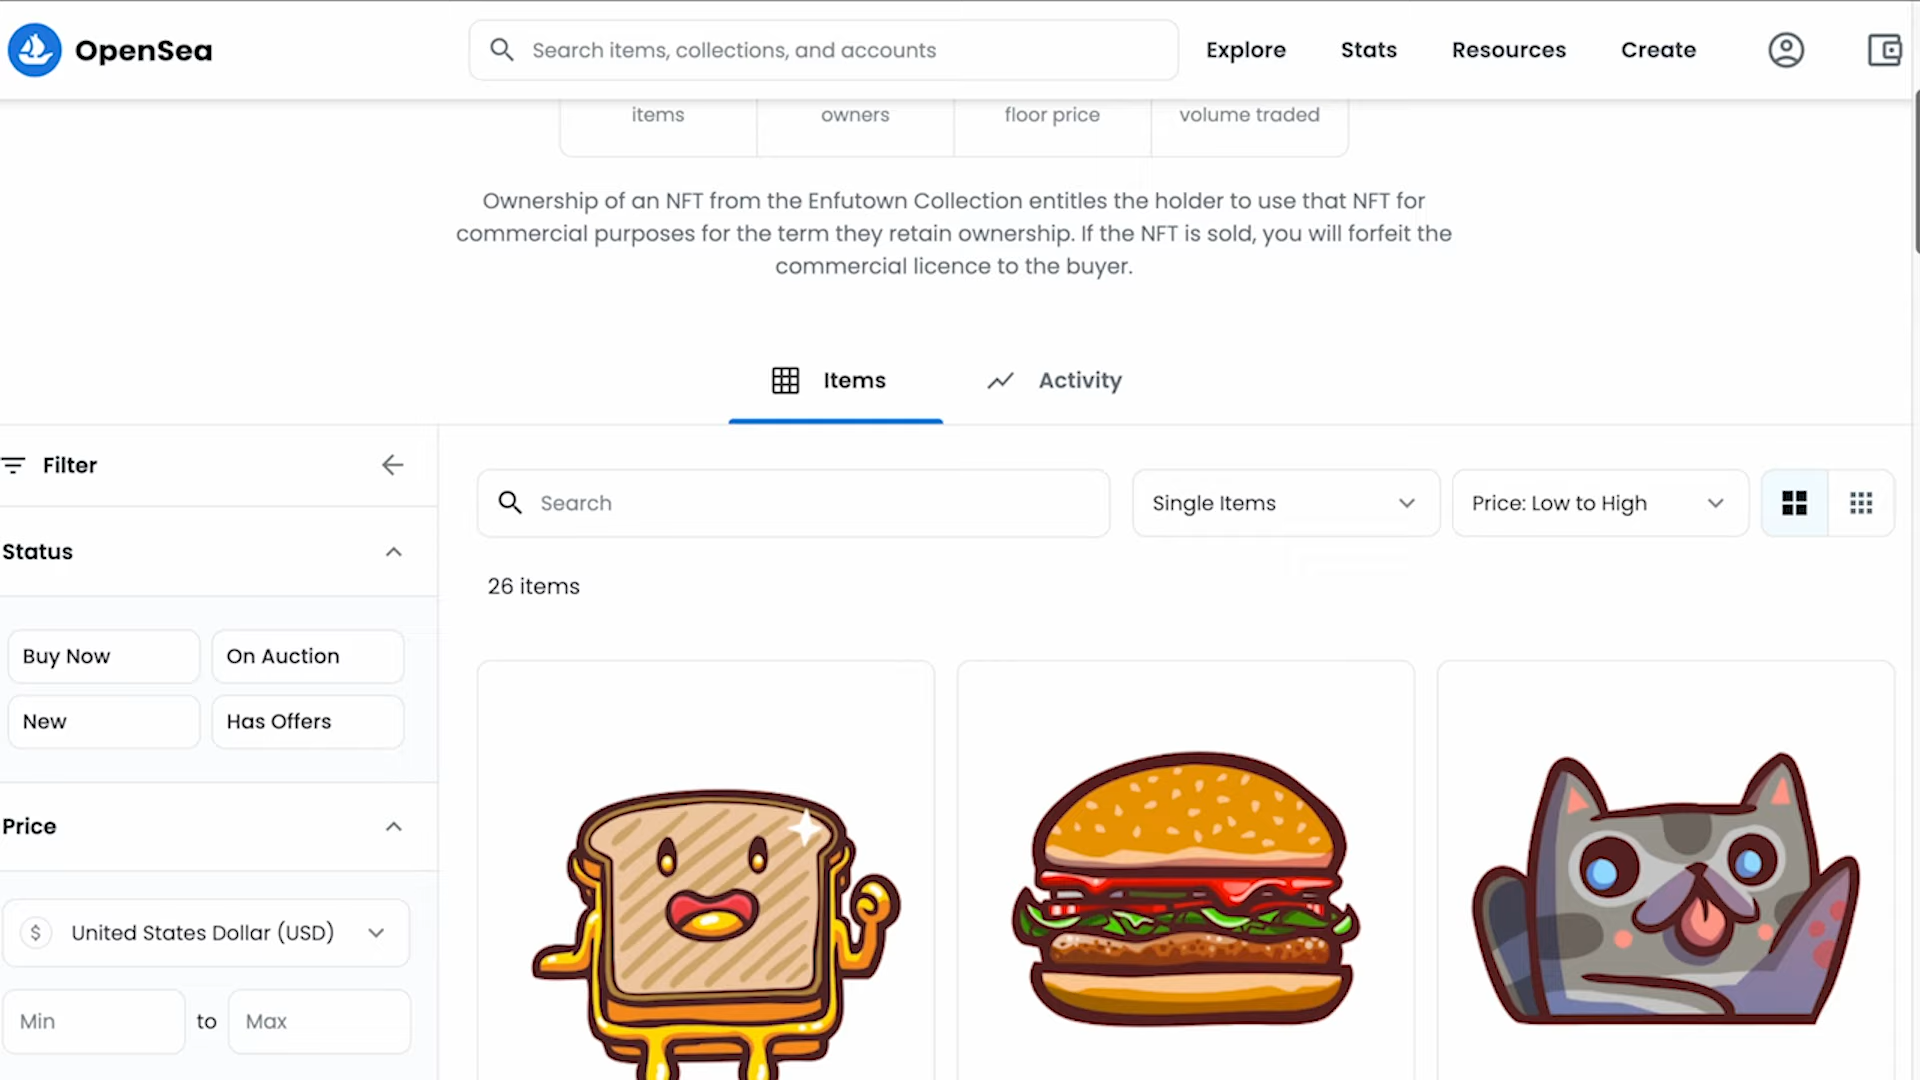 OpenSea
Search items, collections, and accounts
Explore
Stats
Resources
Create
items
owners
floor price
volume traded
Ownership of an NFT from the Enfutown Collection entitles the holder to use that NFT for
commercial purposes for the term they retain ownership. If the NFT is sold, you will forfeit the
commercial licence to the buyer.
Items
Activity
Filter
Search
Single Items
Price: Low to High
Status
26 items
Buy Now
On Auction
New
Has Offers
Price
$
United States Dollar (USD)
Min
to
Max